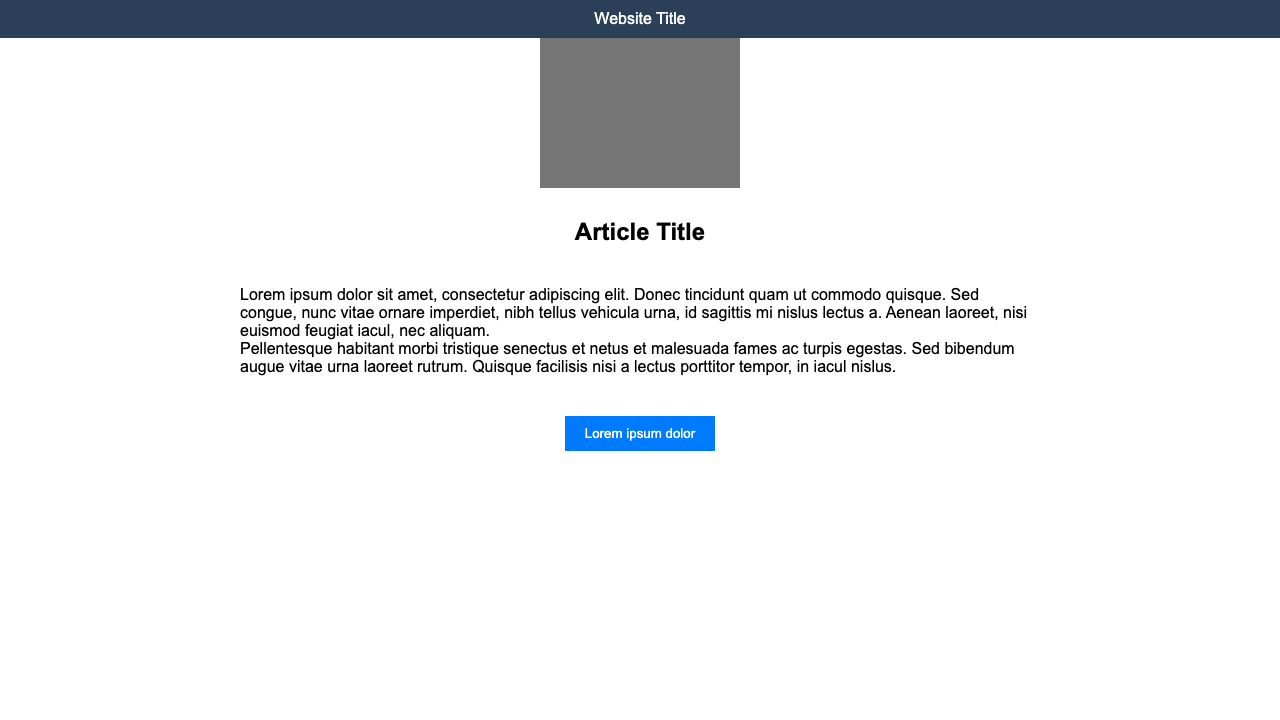 Website Title
Article Title
Lorem ipsum dolor sit amet, consectetur adipiscing elit. Donec tincidunt quam ut commodo quisque. Sed
congue, nunc vitae ornare imperdiet, nibh tellus vehicula urna, id sagittis mi nislus lectus a. Aenean laoreet, nisi
euismod feugiat iacul, nec aliquam.
Pellentesque habitant morbi tristique senectus et netus et malesuada fames ac turpis egestas. Sed bibendum
augue vitae urna laoreet rutrum. Quisque facilisis nisi a lectus porttitor tempor, in iacul nislus.
Lorem ipsum dolor